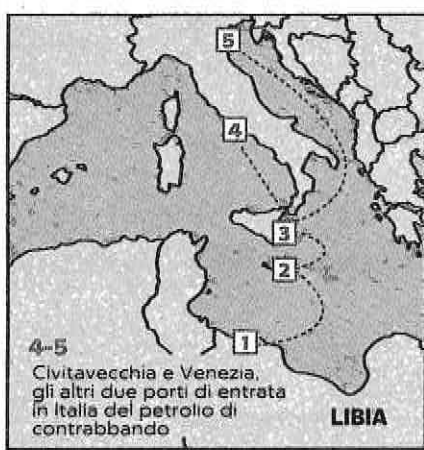 5
4
3
2
1
4-5
Civitavecchia e Venezia,
gli altri due porti di entrata
in Italia del petrolio di
contrabbando
LIBIA